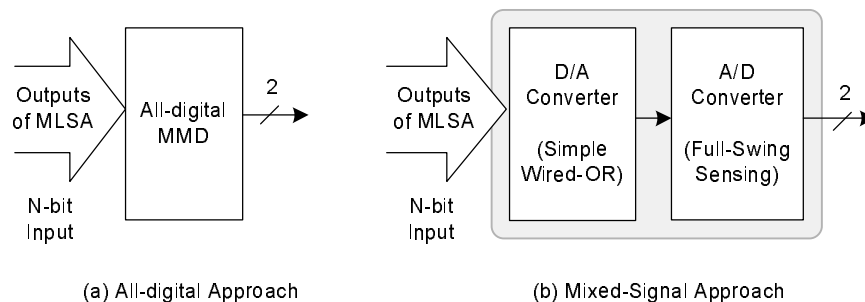 Outputs
of MLSA
N-bit
Input
All-digital
MMD
2
(a) All-digital Approach
Outputs
of MLSA
N-bit
Input
D/A
Converter
(Simple
Wired-OR)
A/D
Converter
(Full-Swing
Sensing)
2
(b) Mixed-Signal Approach